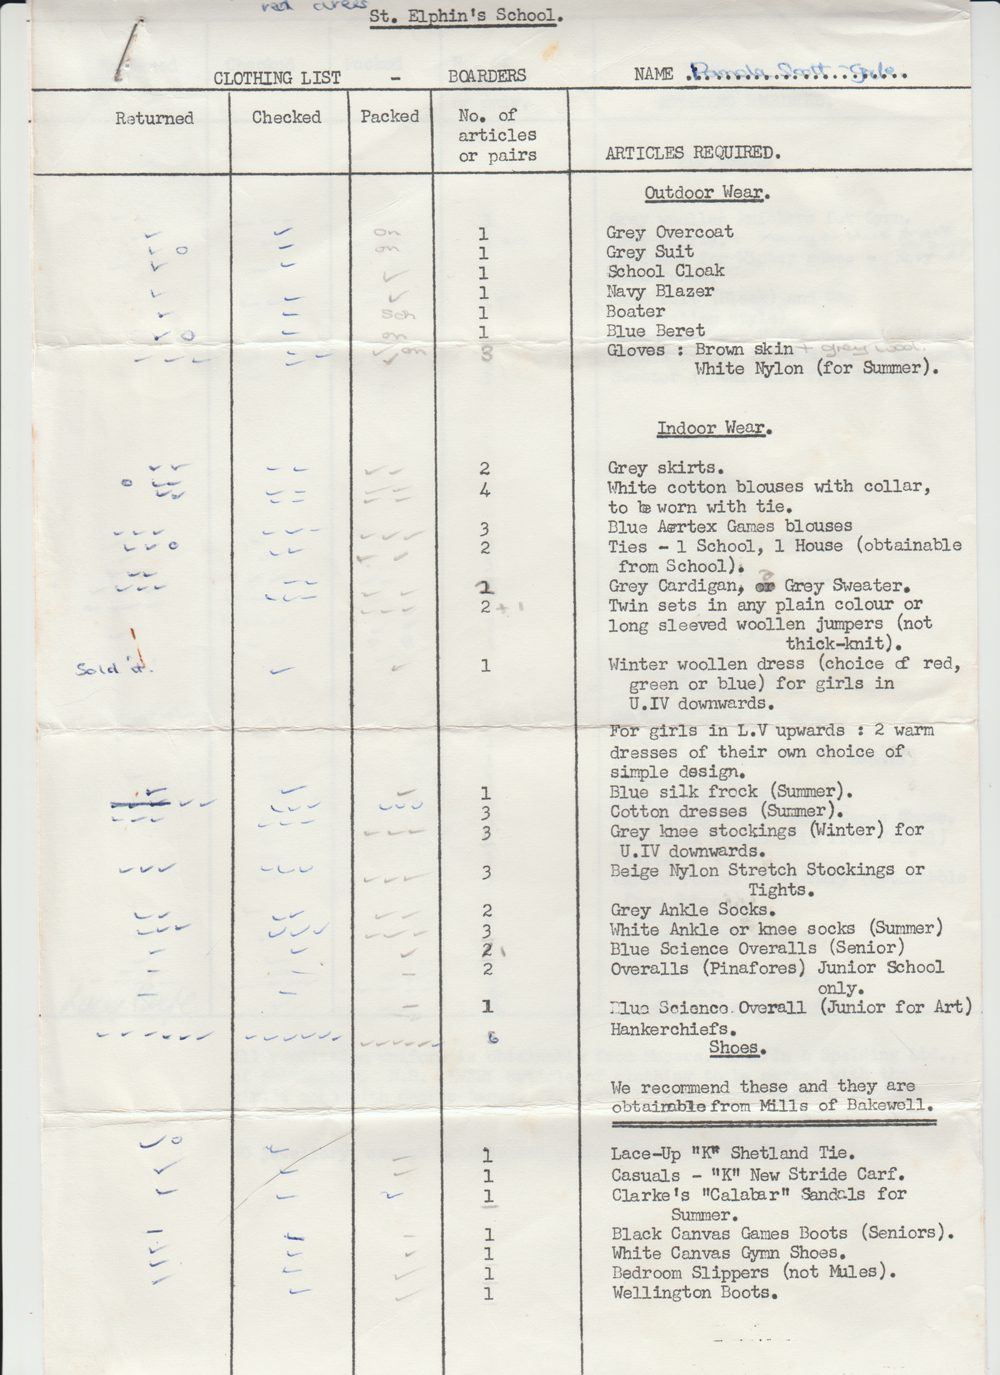 St. Elphin's School.
CLOTHING LIST - BOARDERS NAME Pamela Scott
Returned Checked Packed No. of articles or pairs ARTICLES REQUIRED.
Outdoor Wear.
✓ ✓ on 1 Grey Overcoat
✓ o – on 1 Grey Suit
✓ – ✓ 1 School Cloak
✓ – ✓ 1 Navy Blazer
✓ – Sch 1 Boater
✓ o – on 1 Blue Beret
✓ on 3 Gloves : Brown skin + grey wool.
White Nylon (for Summer).
Indoor Wear.
2 Grey skirts.
4 White cotton blouses with collar,
to be worn with tie.
3 Blue Aertex Games blouses
2 Ties - 1 School, 1 House (obtainable
from School).
2 Grey Cardigan, or Grey Sweater.
2 + 1 Twin sets in any plain colour or
long sleeved woollen jumpers (not
thick-knit).
Sold it. ✓ ✓ 1 Winter woollen dress (choice of red,
green or blue) for girls in
U.IV downwards.
For girls in L.V upwards : 2 warm
dresses of their own choice of
simple design.
1 Blue silk frock (Summer).
3 Cotton dresses (Summer).
3 Grey knee stockings (Winter) for
U.IV downwards.
3 Beige Nylon Stretch Stockings or
Tights.
2 Grey Ankle Socks.
3 White Ankle or knee socks (Summer)
2 1 Blue Science Overalls (Senior)
2 Overalls (Pinafores) Junior School
only.
1 Blue Science Overall (Junior for Art)
6 Hankerchiefs.
Shoes.
We recommend these and they are
obtainable from Mills of Bakewell.
1 Lace-Up "K" Shetland Tie.
1 Casuals - "K" New Stride Carf.
1 Clarke's "Calabar" Sandals for
Summer.
1 Black Canvas Games Boots (Seniors).
1 White Canvas Gymn Shoes.
1 Bedroom Slippers (not Mules).
1 Wellington Boots.